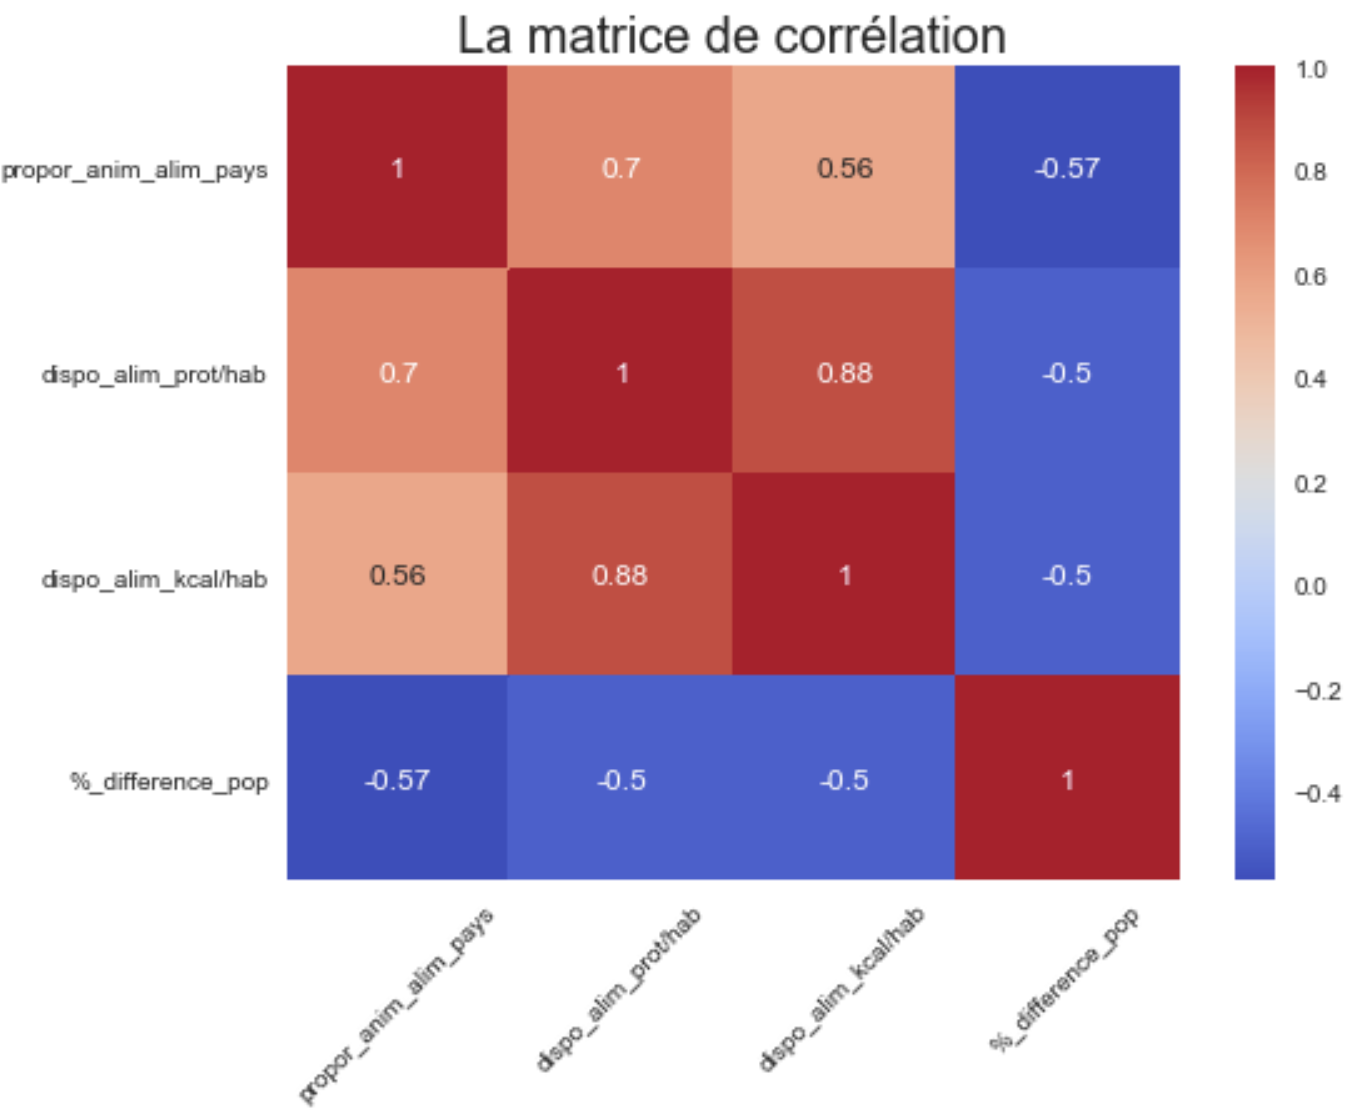 La matrice de corrélation
propor_anim_alim_pays 1 0.7 0.56 -0.57
dispo_alim_prot/hab 0.7 1 0.88 -0.5
dispo_alim_kcal/hab 0.56 0.88 1 -0.5
%_difference_pop -0.57 -0.5 -0.5 1
propor_anim_alim_pays
dispo_alim_prot/hab
dispo_alim_kcal/hab
%_difference_pop
1.0
0.8
0.6
0.4
0.2
0.0
−0.2
−0.4